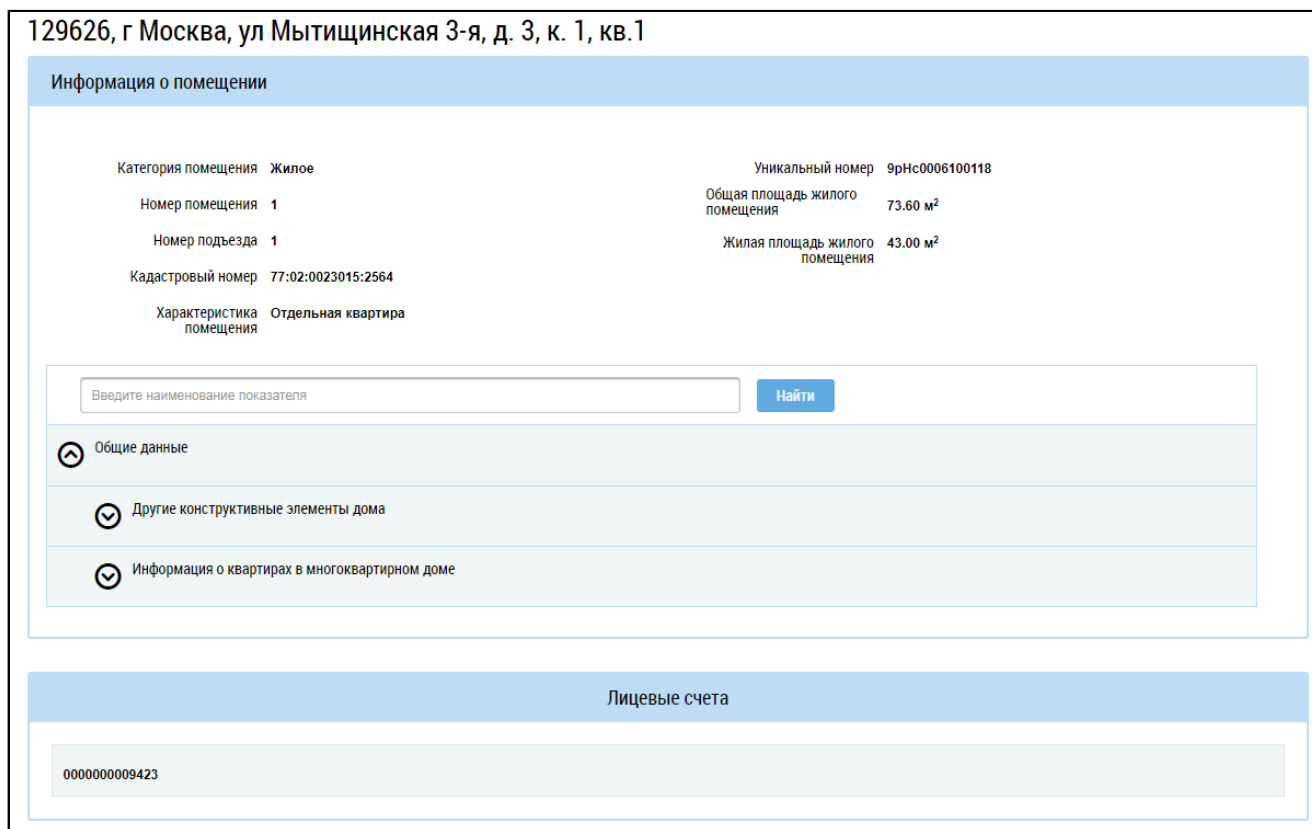 129626, г Москва, ул Мытищинская 3-я, д. 3, к. 1, кв.1
Информация о помещении
Категория помещения Жилое
Номер помещения 1
Номер подъезда 1
Кадастровый номер 77:02:0023015:2564
Характеристика Отдельная квартира
помещения
Уникальный номер 9рНс0006100118
Общая площадь жилого
помещения 73.60 м²
Жилая площадь жилого 43.00 м²
помещения
Введите наименование показателя Найти
Общие данные
Другие конструктивные элементы дома
Информация о квартирах в многоквартирном доме
Лицевые счета
0000000009423